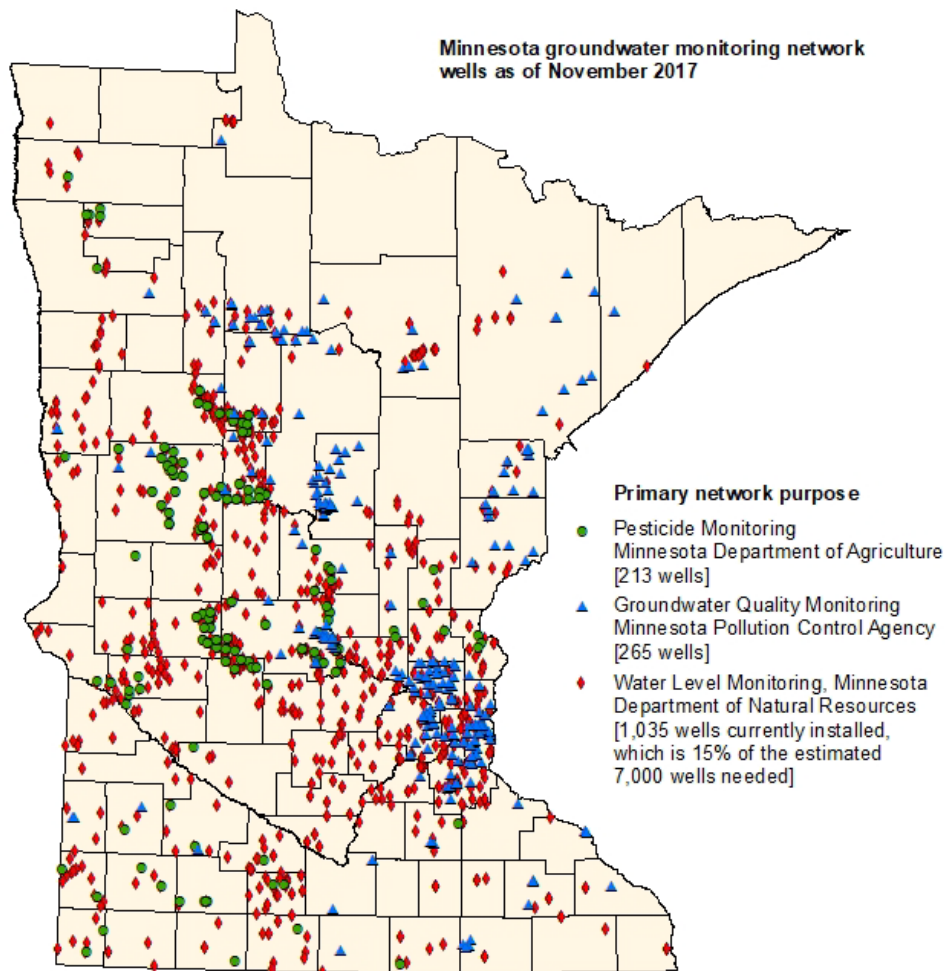 Minnesota groundwater monitoring network
wells as of November 2017
Primary network purpose
Pesticide Monitoring
Minnesota Department of Agriculture
[213 wells]
Groundwater Quality Monitoring
Minnesota Pollution Control Agency
[265 wells]
Water Level Monitoring, Minnesota
Department of Natural Resources
[1,035 wells currently installed,
which is 15% of the estimated
7,000 wells needed]